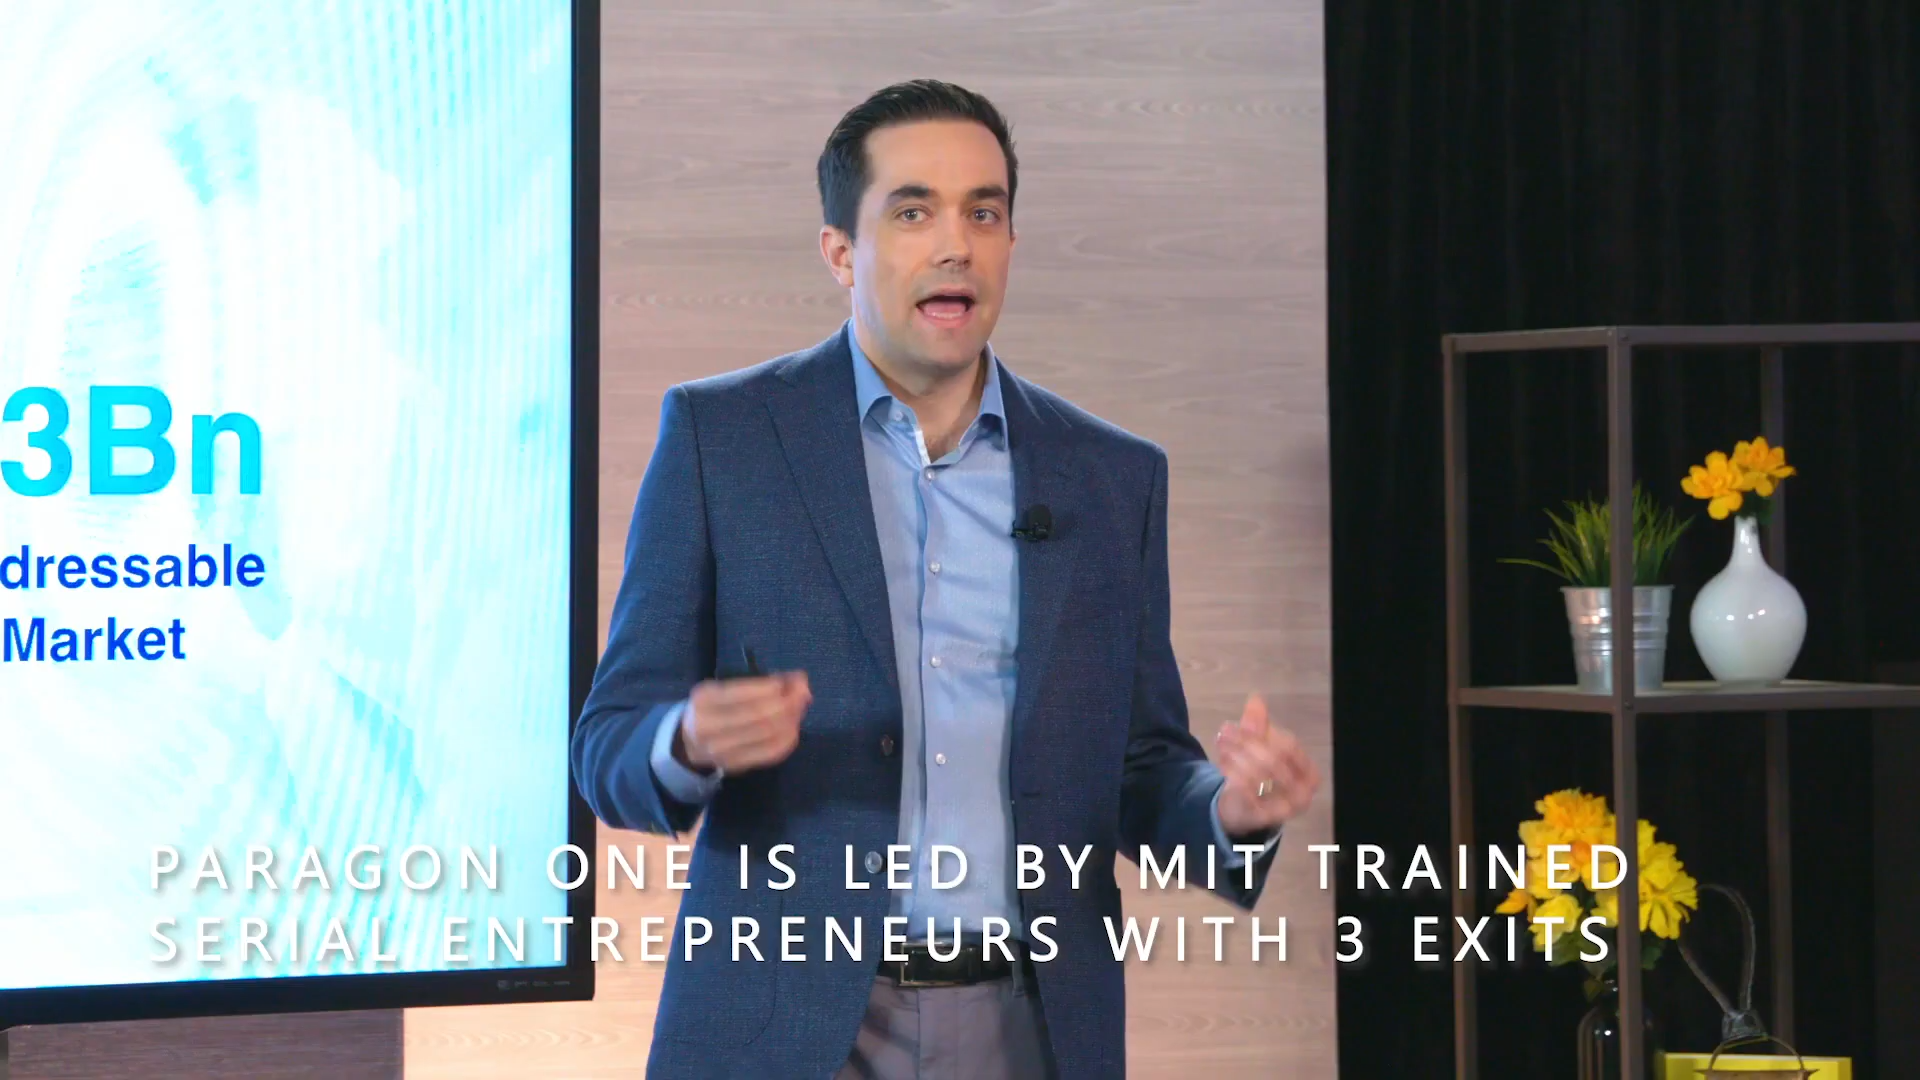 3Bn
dressable
Market
PARAGON ONE IS LED BY MIT TRAINED
SERIAL ENTREPRENEURS WITH 3 EXITS